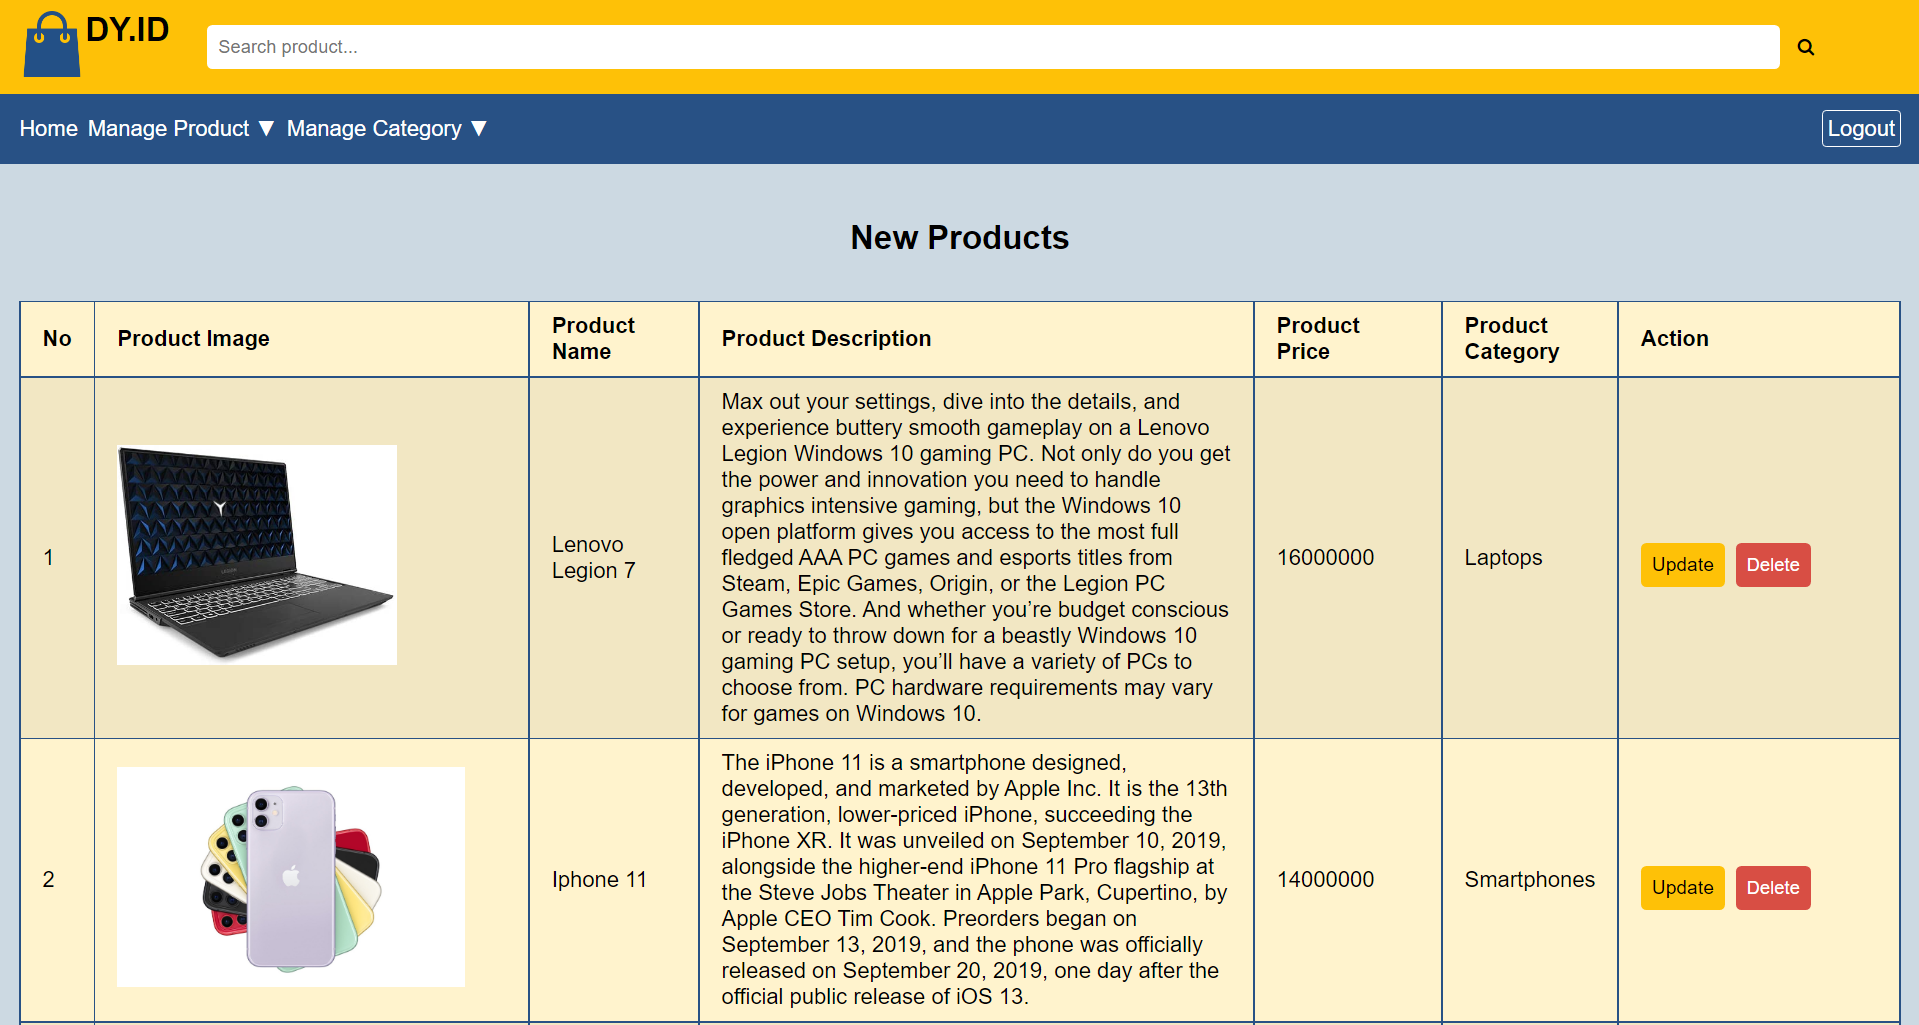 DY.ID
Search product...
Home Manage Product ▼ Manage Category ▼ Logout
New Products
No
Product Image
Product
Name
Product Description
Product
Price
Product
Category
Action
1
Lenovo
Legion 7
Max out your settings, dive into the details, and
experience buttery smooth gameplay on a Lenovo
Legion Windows 10 gaming PC. Not only do you get
the power and innovation you need to handle
graphics intensive gaming, but the Windows 10
open platform gives you access to the most full
fledged AAA PC games and esports titles from
Steam, Epic Games, Origin, or the Legion PC
Games Store. And whether you’re budget conscious
or ready to throw down for a beastly Windows 10
gaming PC setup, you’ll have a variety of PCs to
choose from. PC hardware requirements may vary
for games on Windows 10.
16000000
Laptops
Update Delete
2
Iphone 11
The iPhone 11 is a smartphone designed,
developed, and marketed by Apple Inc. It is the 13th
generation, lower-priced iPhone, succeeding the
iPhone XR. It was unveiled on September 10, 2019,
alongside the higher-end iPhone 11 Pro flagship at
the Steve Jobs Theater in Apple Park, Cupertino, by
Apple CEO Tim Cook. Preorders began on
September 13, 2019, and the phone was officially
released on September 20, 2019, one day after the
official public release of iOS 13.
14000000
Smartphones
Update Delete